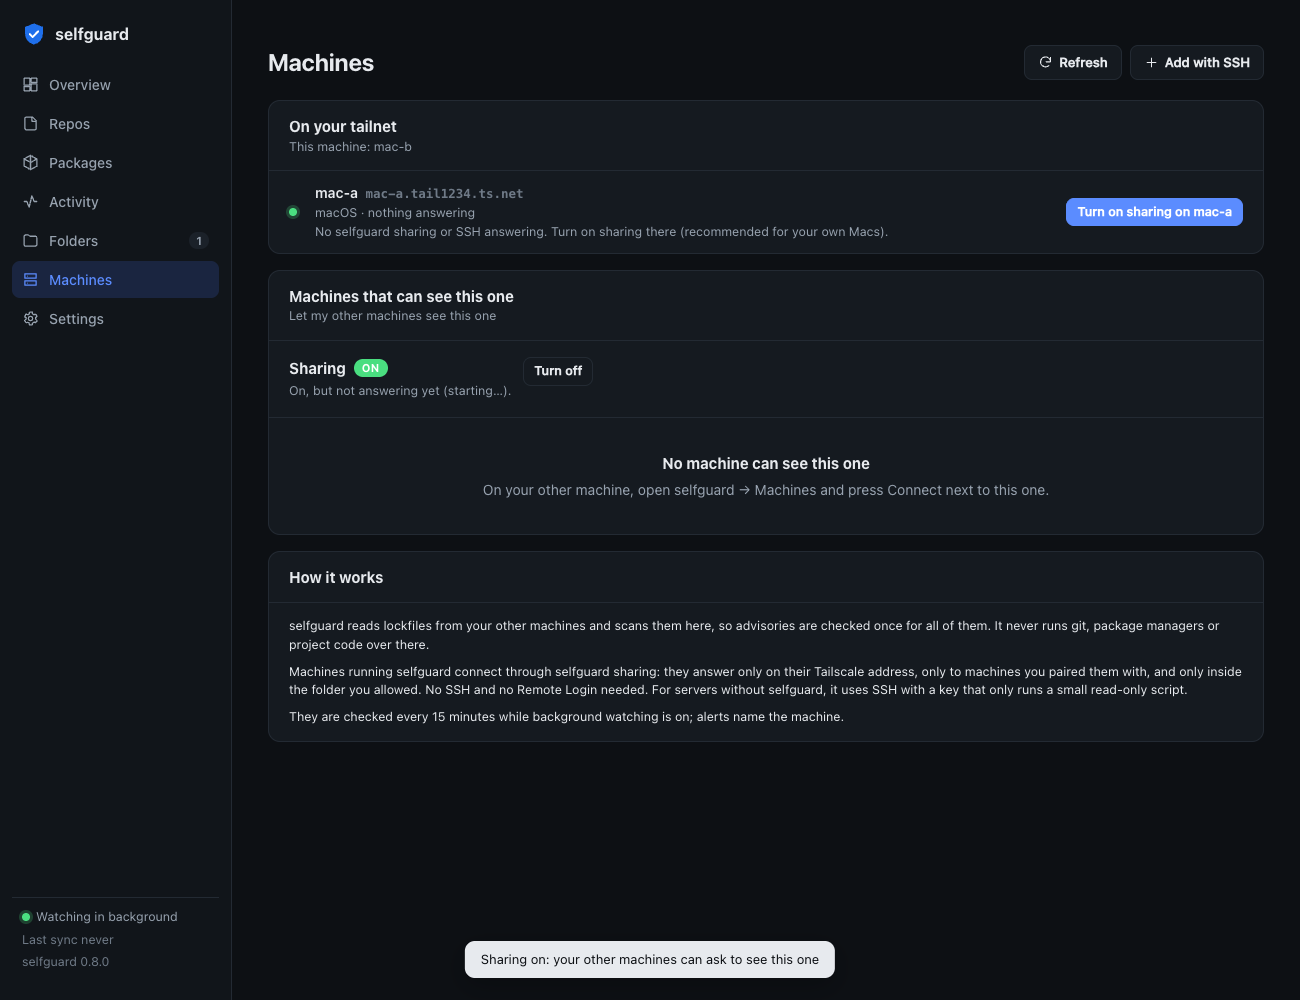 selfguard
Overview
Repos
Packages
Activity
Folders 1
Machines
Settings
Watching in background
Last sync never
selfguard 0.8.0
Machines
Refresh
Add with SSH
On your tailnet
This machine: mac-b
mac-a mac-a.tail1234.ts.net
macOS · nothing answering
No selfguard sharing or SSH answering. Turn on sharing there (recommended for your own Macs).
Turn on sharing on mac-a
Machines that can see this one
Let my other machines see this one
Sharing ON
On, but not answering yet (starting…).
Turn off
No machine can see this one
On your other machine, open selfguard → Machines and press Connect next to this one.
How it works
selfguard reads lockfiles from your other machines and scans them here, so advisories are checked once for all of them. It never runs git, package managers or
project code over there.
Machines running selfguard connect through selfguard sharing: they answer only on their Tailscale address, only to machines you paired them with, and only inside
the folder you allowed. No SSH and no Remote Login needed. For servers without selfguard, it uses SSH with a key that only runs a small read-only script.
They are checked every 15 minutes while background watching is on; alerts name the machine.
Sharing on: your other machines can ask to see this one